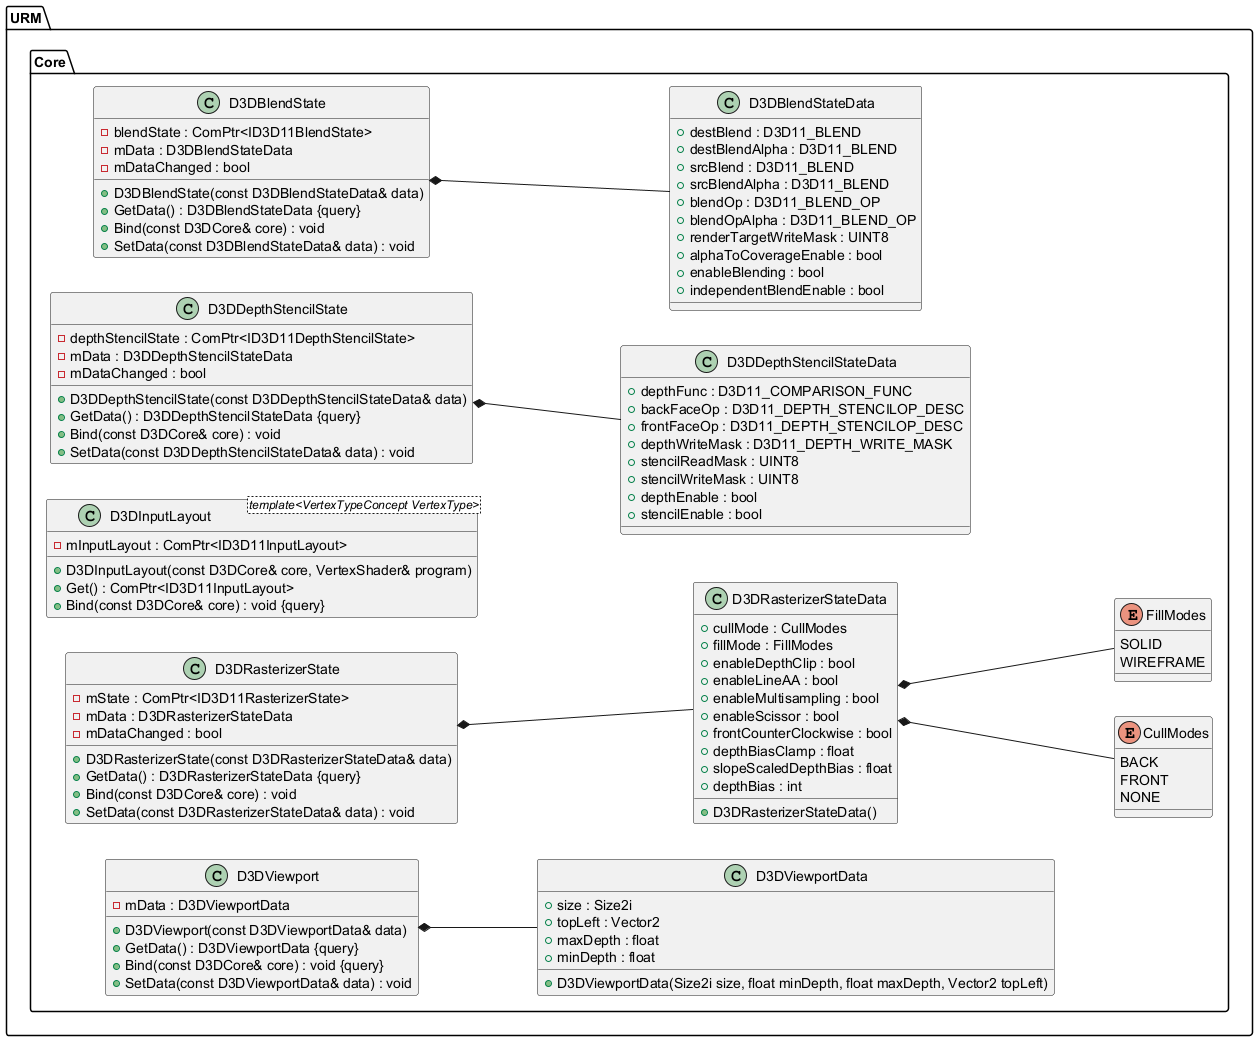 URM
Core
D3DBlendState
blendState : ComPtr<ID3D11BlendState>
mData : D3DBlendStateData
mDataChanged : bool
D3DBlendState(const D3DBlendStateData& data)
GetData() : D3DBlendStateData {query}
Bind(const D3DCore& core) : void
SetData(const D3DBlendStateData& data) : void
D3DBlendStateData
destBlend : D3D11_BLEND
destBlendAlpha : D3D11_BLEND
srcBlend : D3D11_BLEND
srcBlendAlpha : D3D11_BLEND
blendOp : D3D11_BLEND_OP
blendOpAlpha : D3D11_BLEND_OP
renderTargetWriteMask : UINT8
alphaToCoverageEnable : bool
enableBlending : bool
independentBlendEnable : bool
D3DDepthStencilState
depthStencilState : ComPtr<ID3D11DepthStencilState>
mData : D3DDepthStencilStateData
mDataChanged : bool
D3DDepthStencilState(const D3DDepthStencilStateData& data)
GetData() : D3DDepthStencilStateData {query}
Bind(const D3DCore& core) : void
SetData(const D3DDepthStencilStateData& data) : void
D3DDepthStencilStateData
depthFunc : D3D11_COMPARISON_FUNC
backFaceOp : D3D11_DEPTH_STENCILOP_DESC
frontFaceOp : D3D11_DEPTH_STENCILOP_DESC
depthWriteMask : D3D11_DEPTH_WRITE_MASK
stencilReadMask : UINT8
stencilWriteMask : UINT8
depthEnable : bool
stencilEnable : bool
template<VertexTypeConcept VertexType>
D3DInputLayout
mInputLayout : ComPtr<ID3D11InputLayout>
D3DInputLayout(const D3DCore& core, VertexShader& program)
Get() : ComPtr<ID3D11InputLayout>
Bind(const D3DCore& core) : void {query}
D3DRasterizerState
mState : ComPtr<ID3D11RasterizerState>
mData : D3DRasterizerStateData
mDataChanged : bool
D3DRasterizerState(const D3DRasterizerStateData& data)
GetData() : D3DRasterizerStateData {query}
Bind(const D3DCore& core) : void
SetData(const D3DRasterizerStateData& data) : void
D3DRasterizerStateData
cullMode : CullModes
fillMode : FillModes
enableDepthClip : bool
enableLineAA : bool
enableMultisampling : bool
enableScissor : bool
frontCounterClockwise : bool
depthBiasClamp : float
slopeScaledDepthBias : float
depthBias : int
D3DRasterizerStateData()
FillModes
SOLID
WIREFRAME
CullModes
BACK
FRONT
NONE
D3DViewport
mData : D3DViewportData
D3DViewport(const D3DViewportData& data)
GetData() : D3DViewportData {query}
Bind(const D3DCore& core) : void {query}
SetData(const D3DViewportData& data) : void
D3DViewportData
size : Size2i
topLeft : Vector2
maxDepth : float
minDepth : float
D3DViewportData(Size2i size, float minDepth, float maxDepth, Vector2 topLeft)